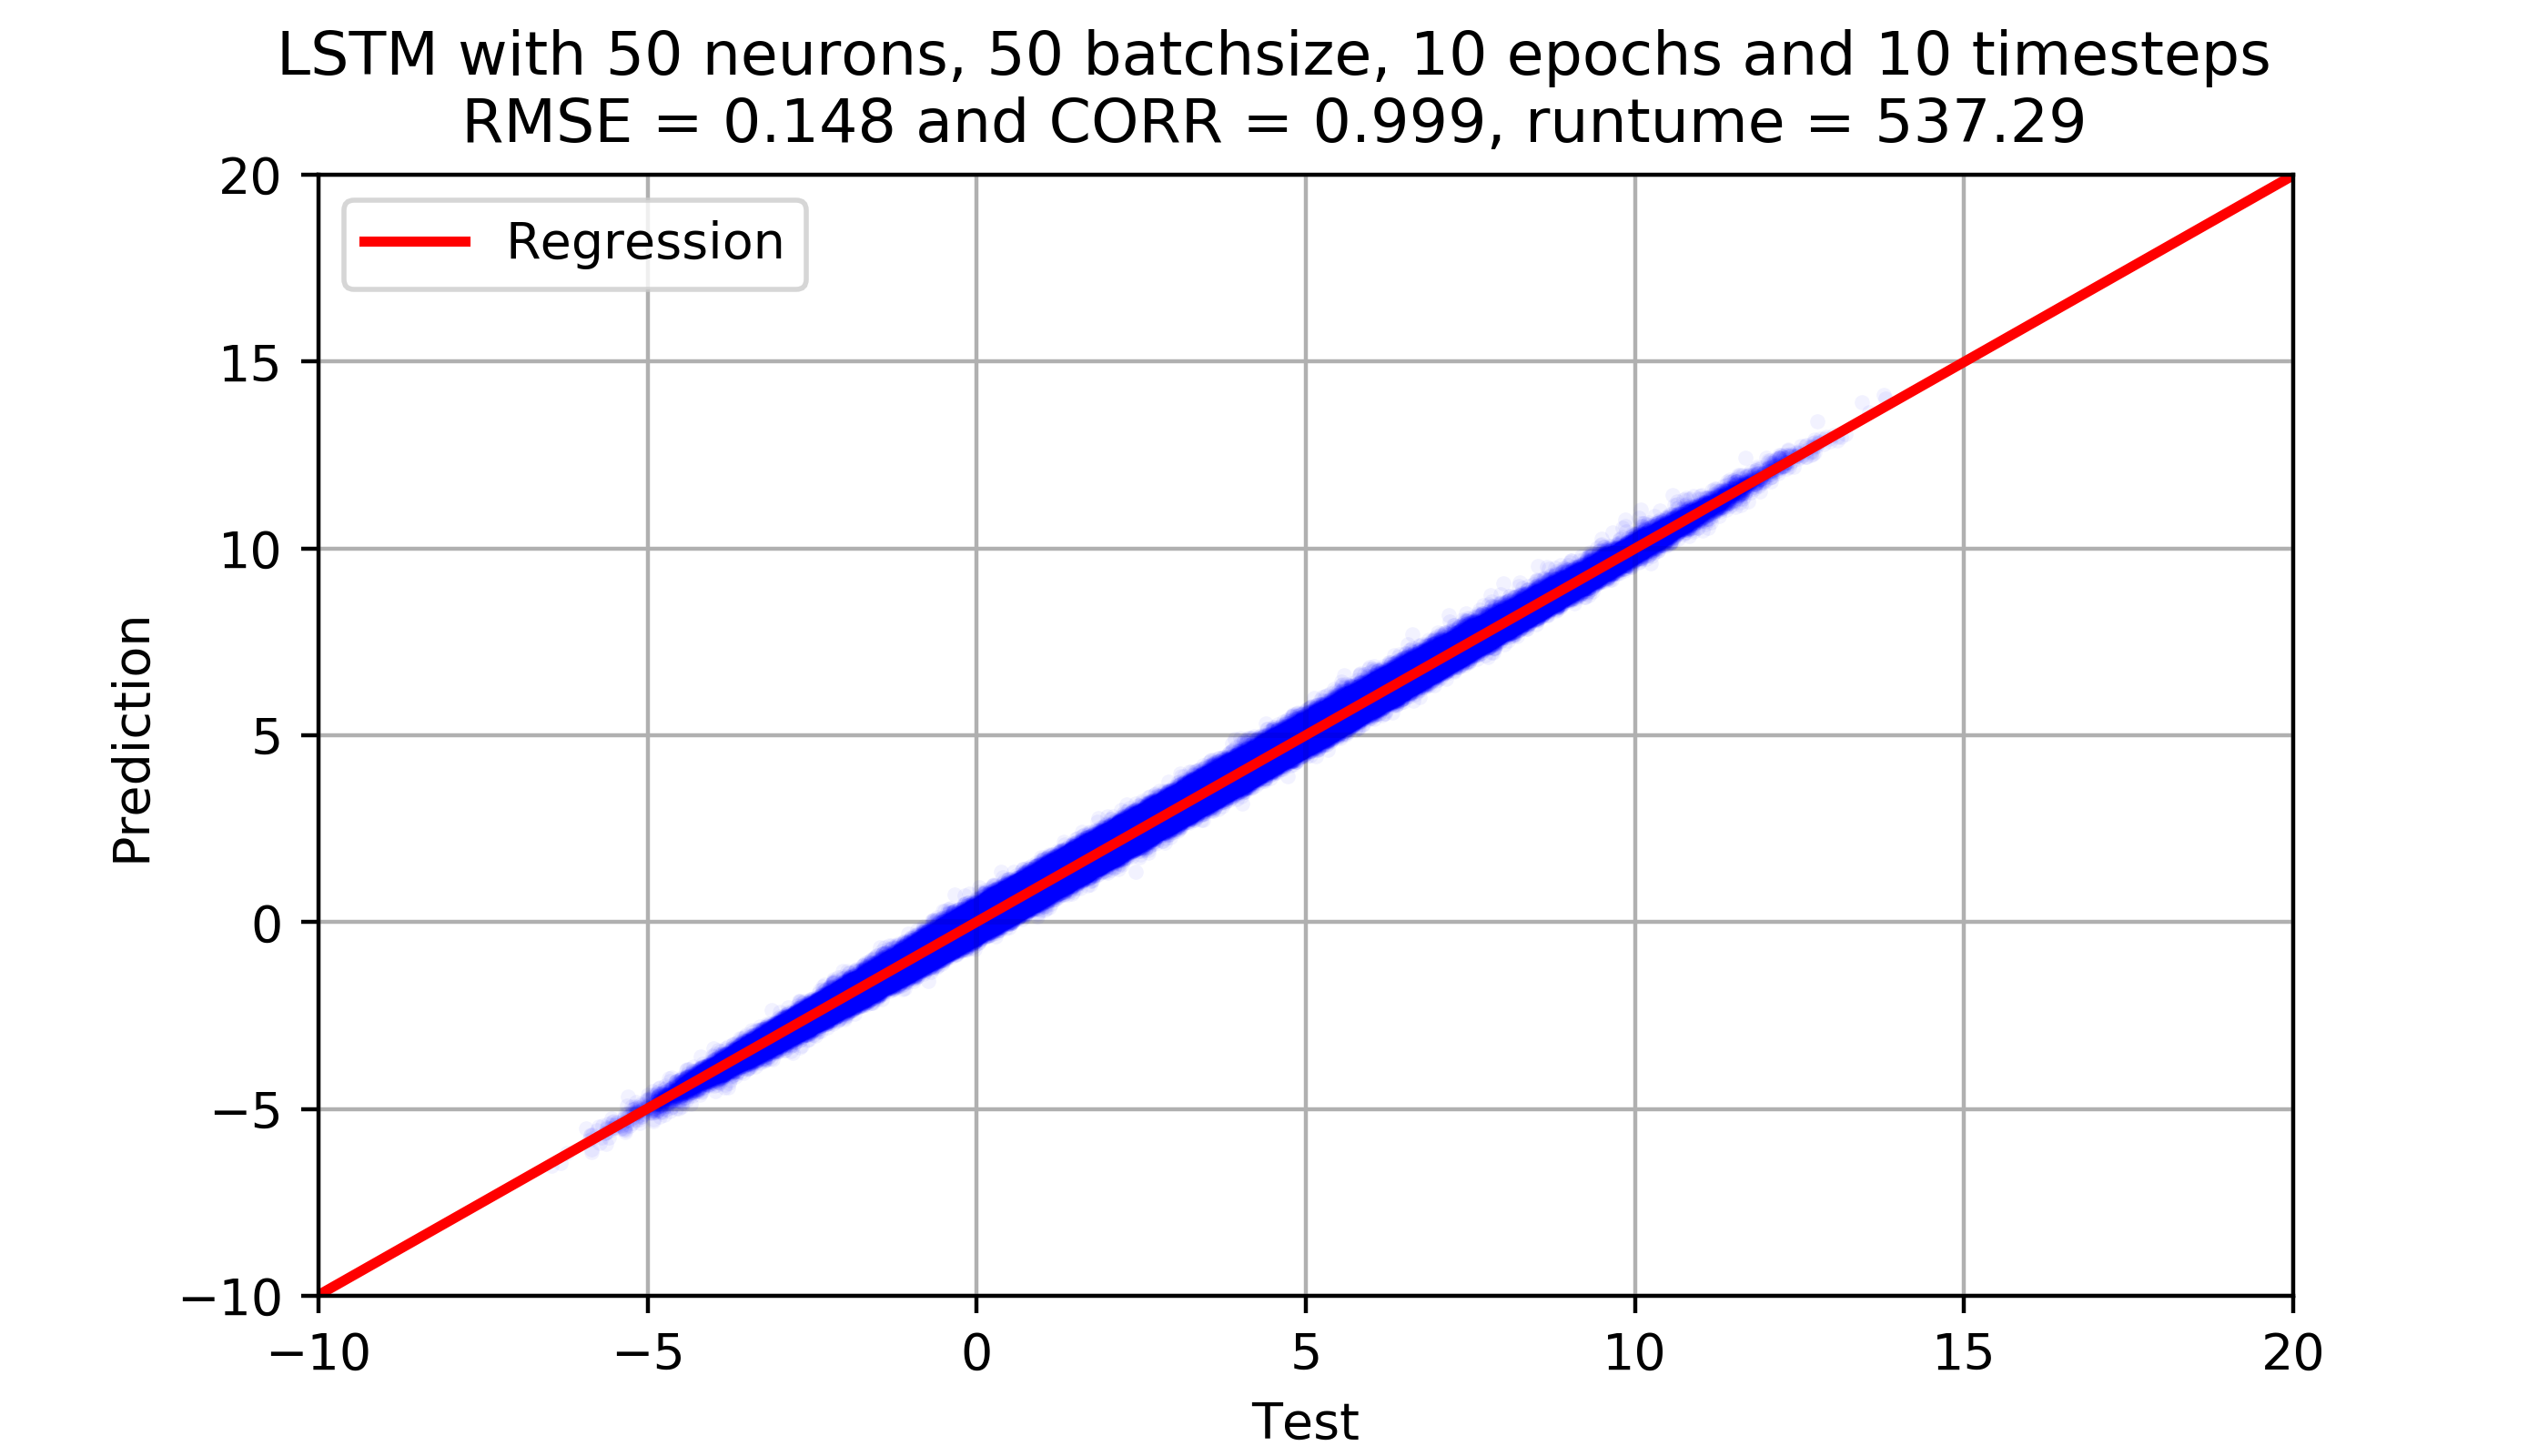 LSTM with 50 neurons, 50 batchsize, 10 epochs and 10 timesteps
RMSE = 0.148 and CORR = 0.999, runtume = 537.29
Regression
20
15
10
5
0
−5
−10
Prediction
−10 −5 0 5 10 15 20
Test